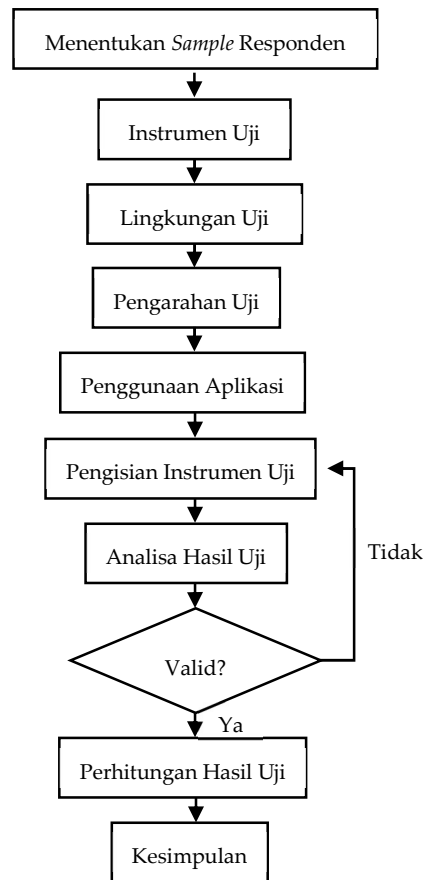 Menentukan Sample Responden
Instrumen Uji
Lingkungan Uji
Pengarahan Uji
Penggunaan Aplikasi
Pengisian Instrumen Uji
Analisa Hasil Uji
Tidak
Valid?
Ya
Perhitungan Hasil Uji
Kesimpulan